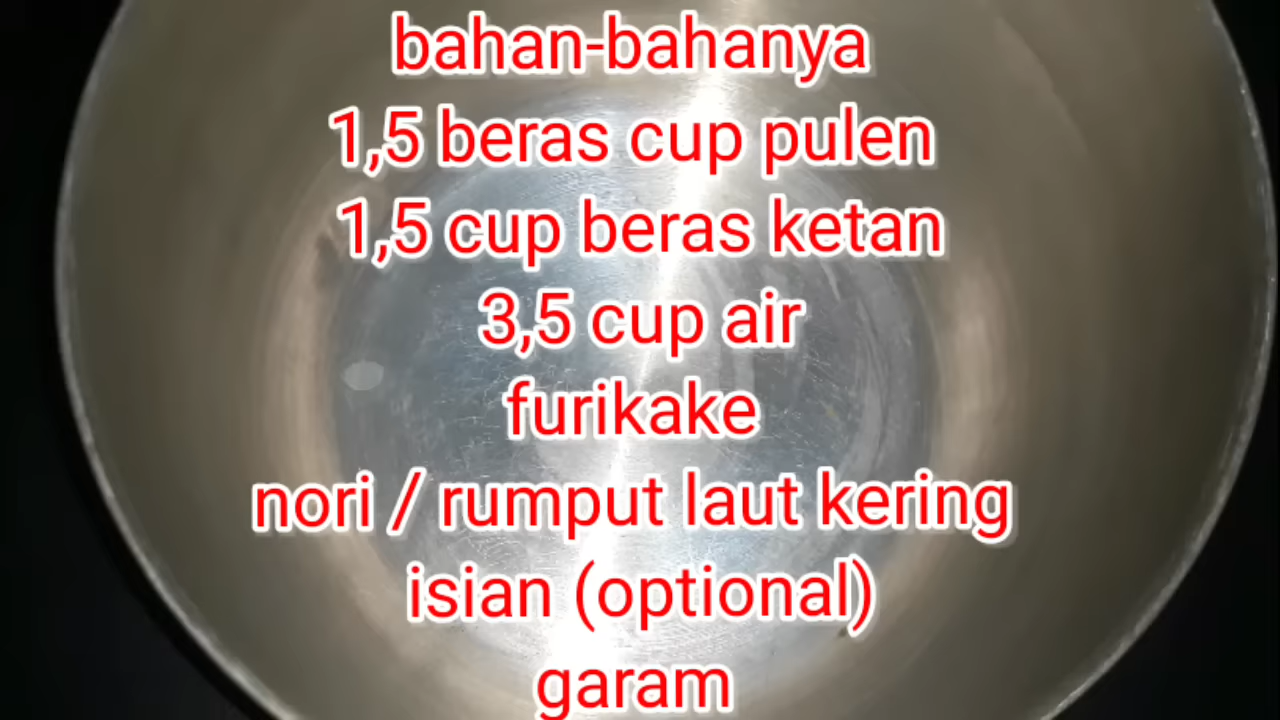 bahan-bahanya
1,5 beras cup pulen
1,5 cup beras ketan
3,5 cup air
furikake
nori / rumput laut kering
isian (optional)
garam